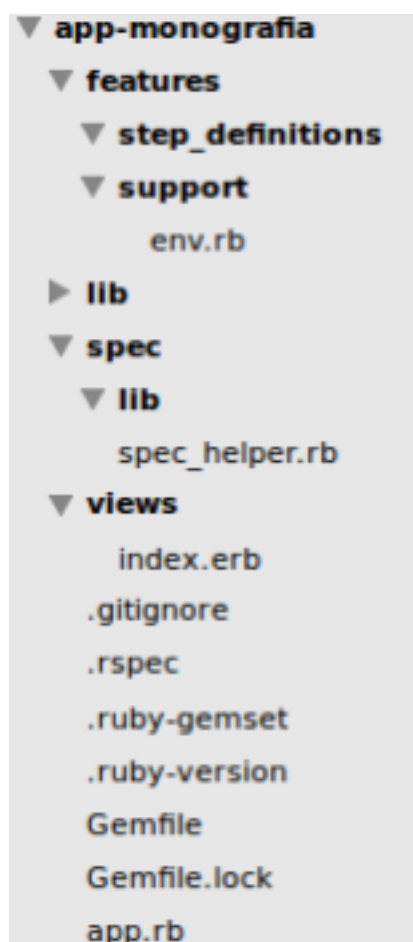 app-monografia
features
step_definitions
support
env.rb
lib
spec
lib
spec_helper.rb
views
index.erb
.gitignore
.rspec
.ruby-gemset
.ruby-version
Gemfile
Gemfile.lock
app.rb